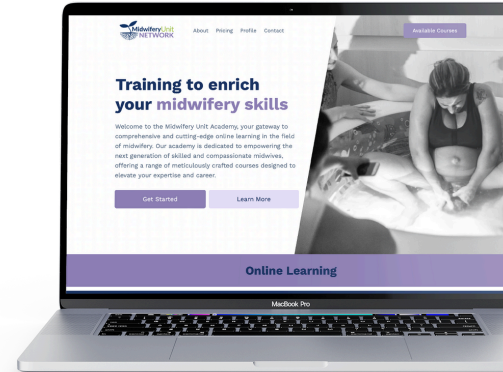 MidwiferyUnit
NETWORK
About Pricing Profile Contact
Available Courses
Training to enrich
your midwifery skills
Welcome to the Midwifery Unit Academy, your gateway to
comprehensive and cutting-edge online learning in the field
of midwifery. Our academy is dedicated to empowering the
next generation of skilled and compassionate midwives,
offering a range of meticulously crafted courses designed to
elevate your expertise and career.
Get Started Learn More
Online Learning
MacBook Pro